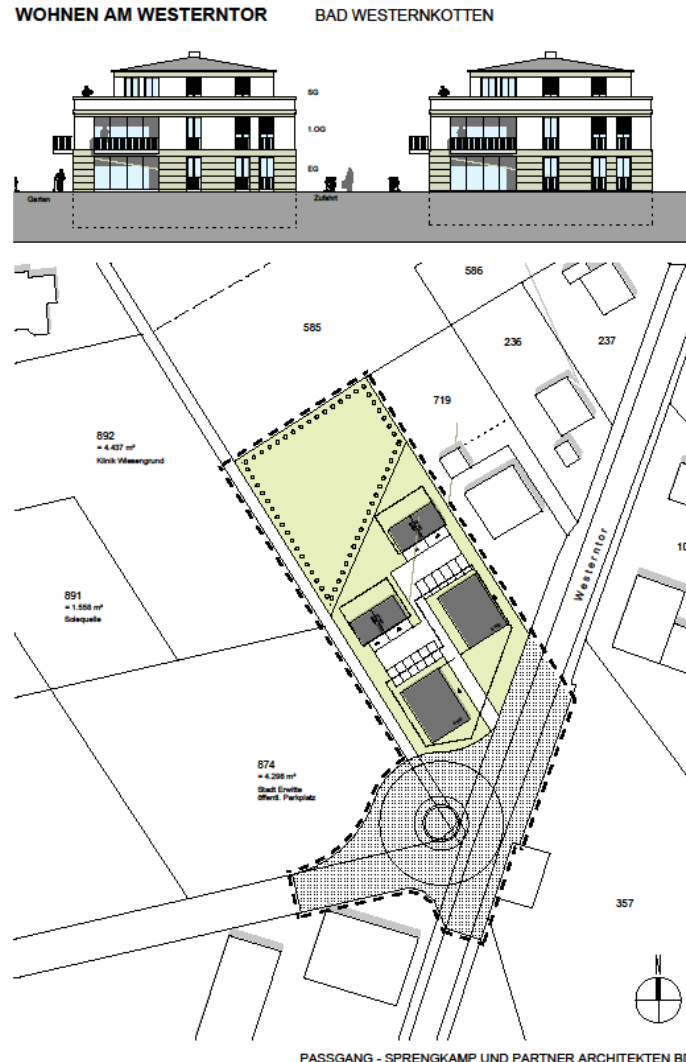 WOHNEN AM WESTERNTOR BAD WESTERNKOTTEN
SG
1.OG
EG
Garten
Zufahrt
586
585
236
237
719
892
= 4.437 m²
Klinik Wiesengrund
Westerntor
10
891
= 1.558 m²
Solequelle
874
= 4.298 m²
Stadt Erwitte
öffentl. Parkplatz
357
N
PASSGANG - SPRENGKAMP UND PARTNER ARCHITEKTEN B